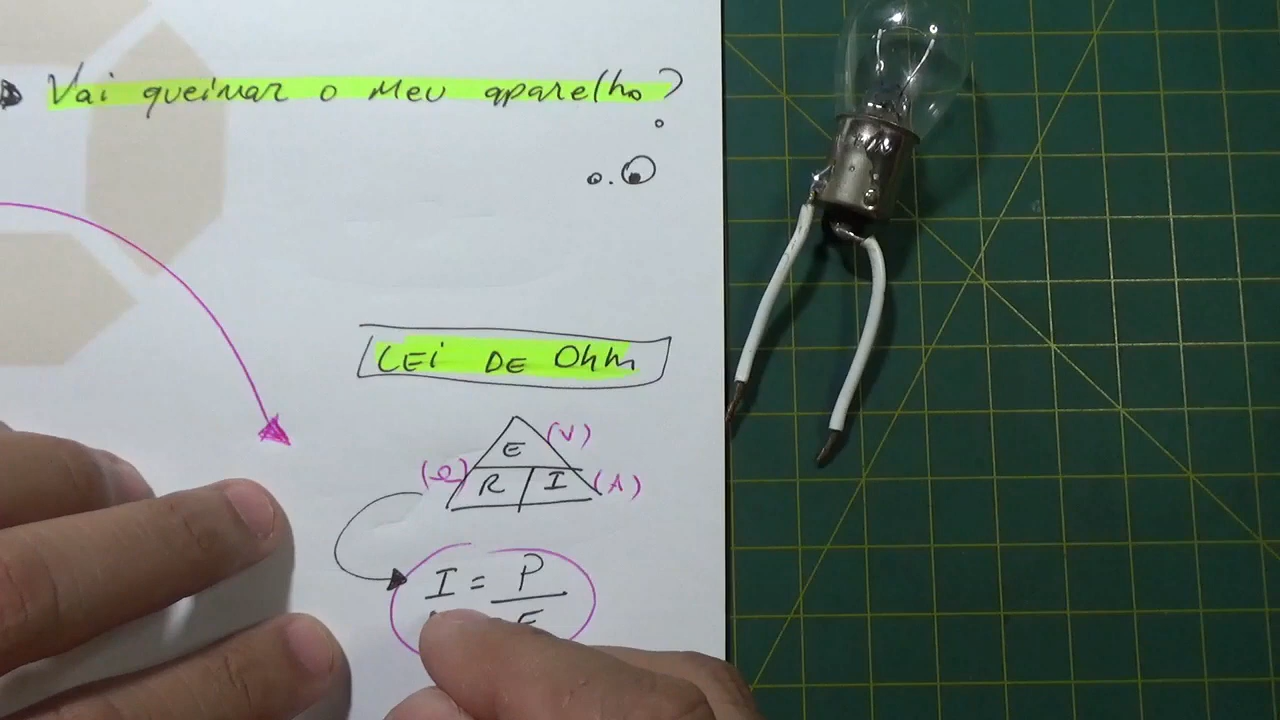 Vai queimar o meu aparelho?
LEi DE Ohm
E (V)
(Ω) R I (A)
I = P
E